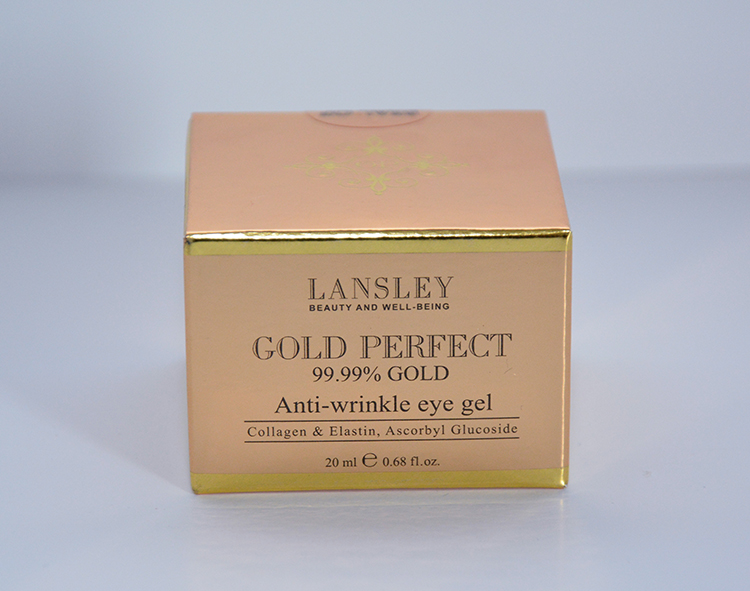 LANSLEY
BEAUTY AND WELL-BEING
GOLD PERFECT
99.99% GOLD
Anti-wrinkle eye gel
Collagen & Elastin, Ascorbyl Glucoside
20 ml ℮ 0.68 fl.oz.